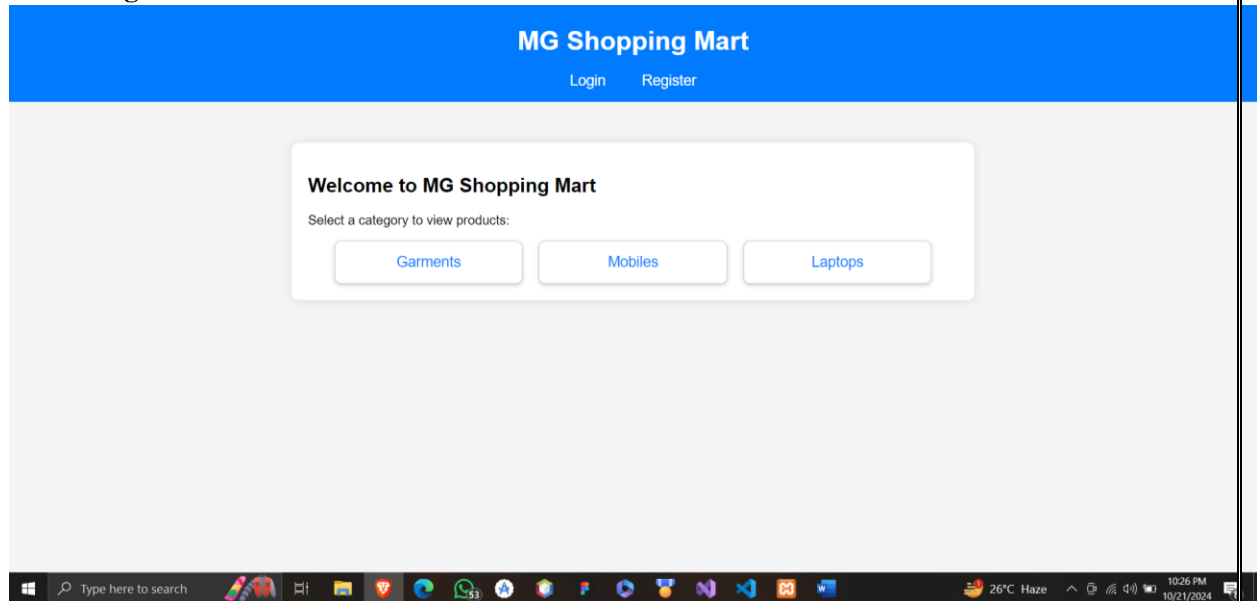 MG Shopping Mart
Login Register
Welcome to MG Shopping Mart
Select a category to view products:
Garments Mobiles Laptops
Type here to search 53 26°C Haze 10:26 PM
10/21/2024